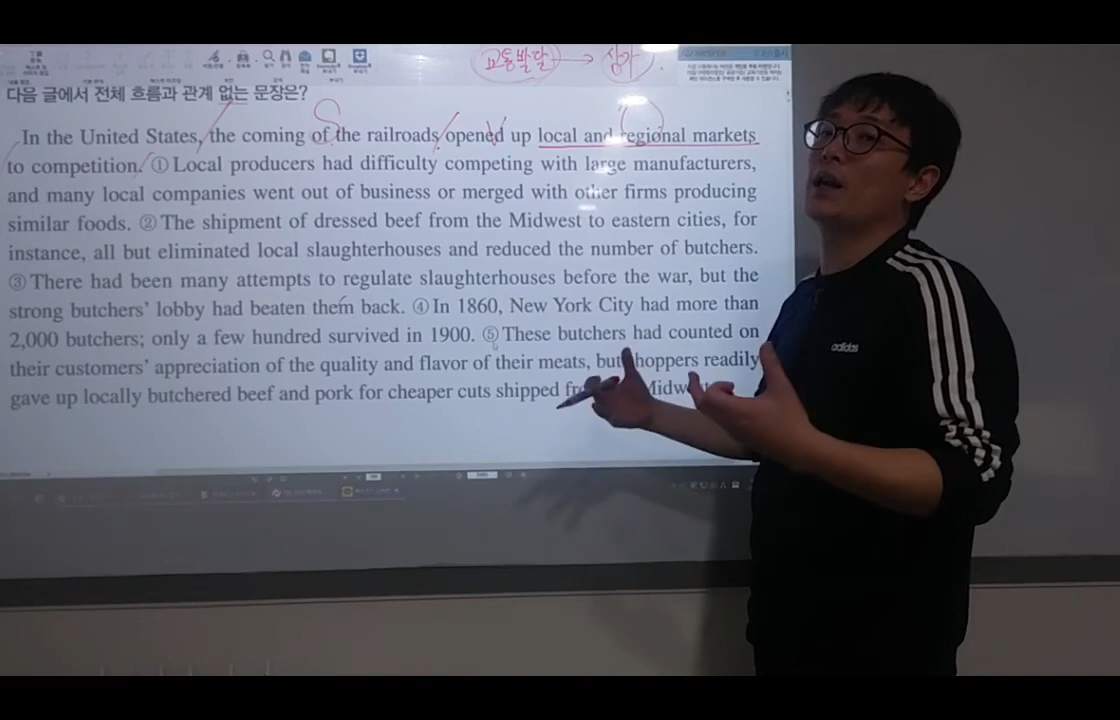 교통발달 → 심가
다음 글에서 전체 흐름과 관계 없는 문장은?
In the United States, the coming of the railroads opened up local and regional markets
to competition. ① Local producers had difficulty competing with large manufacturers,
and many local companies went out of business or merged with other firms producing
similar foods. ② The shipment of dressed beef from the Midwest to eastern cities, for
instance, all but eliminated local slaughterhouses and reduced the number of butchers.
③ There had been many attempts to regulate slaughterhouses before the war, but the
strong butchers' lobby had beaten them back. ④ In 1860, New York City had more than
2,000 butchers; only a few hundred survived in 1900. ⑤ These butchers had counted on
their customers' appreciation of the quality and flavor of their meats, but shoppers readily
gave up locally butchered beef and pork for cheaper cuts shipped
adidas